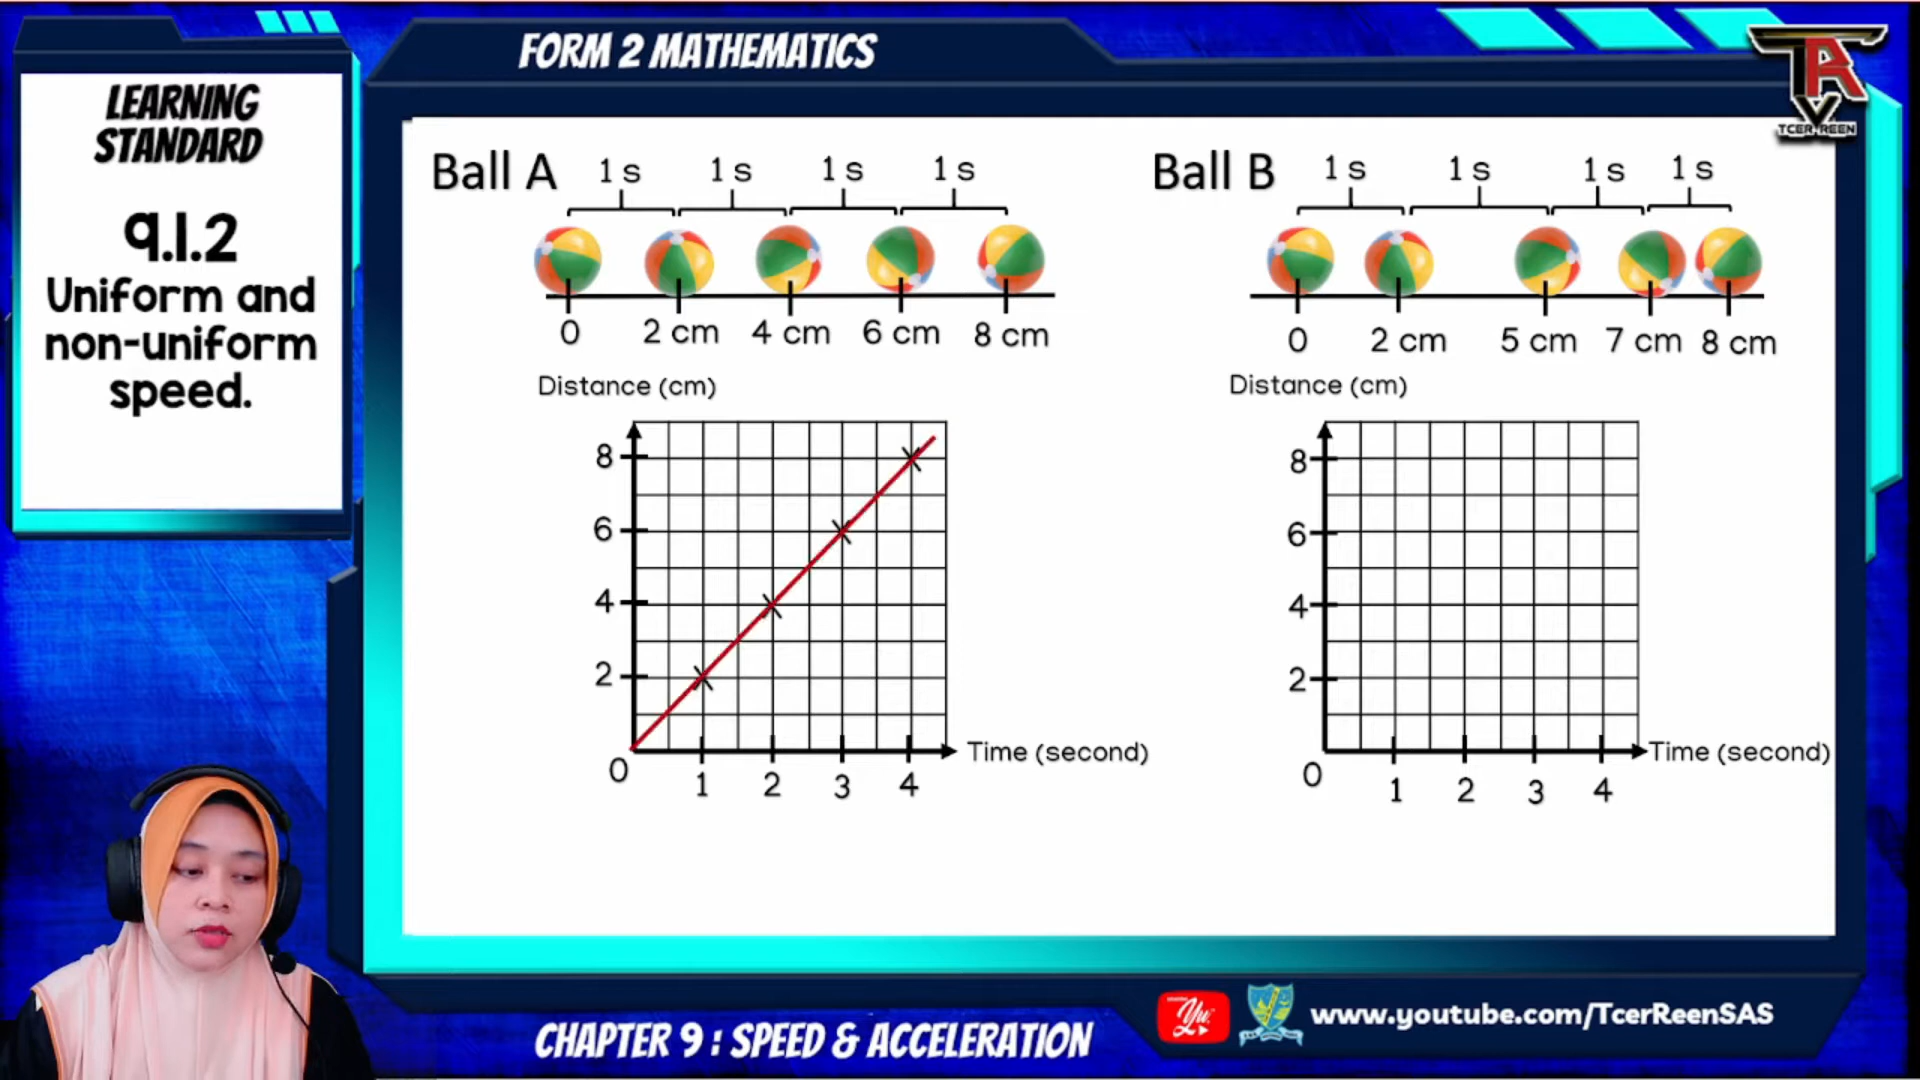 FORM 2 MATHEMATICS
LEARNING
STANDARD
9.1.2
Uniform and
non-uniform
speed.
TCER REEN
Ball A
1 s 1 s 1 s 1 s
0 2 cm 4 cm 6 cm 8 cm
Distance (cm)
8
6
4
2
0
1 2 3 4
Time (second)
Ball B
1 s 1 s 1 s 1 s
0 2 cm 5 cm 7 cm 8 cm
Distance (cm)
8
6
4
2
0
1 2 3 4
Time (second)
CHAPTER 9 : SPEED & ACCELERATION
www.youtube.com/TcerReenSAS